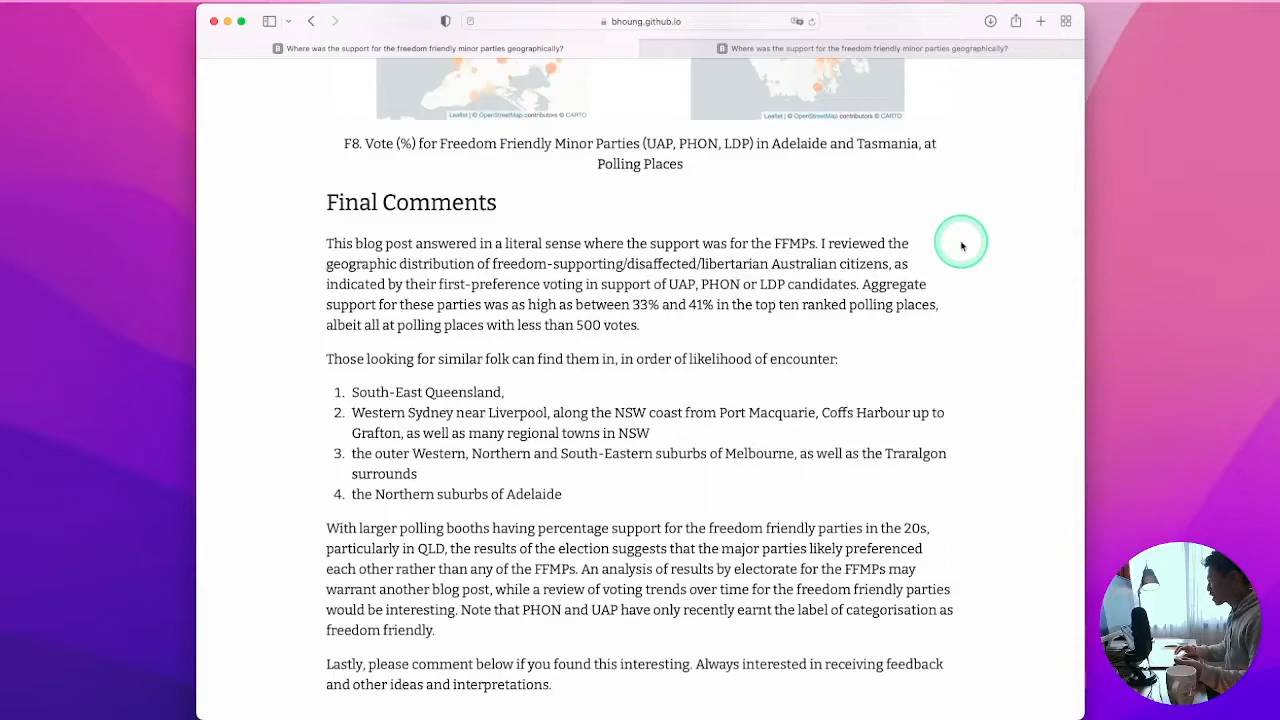 bhoung.github.io
B Where was the support for the freedom friendly minor parties geographically?
B Where was the support for the freedom friendly minor parties geographically?
Leaflet | © OpenStreetMap contributors © CARTO
Leaflet | © OpenStreetMap contributors © CARTO
F8. Vote (%) for Freedom Friendly Minor Parties (UAP, PHON, LDP) in Adelaide and Tasmania, at
Polling Places
Final Comments
This blog post answered in a literal sense where the support was for the FFMPs. I reviewed the
geographic distribution of freedom-supporting/disaffected/libertarian Australian citizens, as
indicated by their first-preference voting in support of UAP, PHON or LDP candidates. Aggregate
support for these parties was as high as between 33% and 41% in the top ten ranked polling places,
albeit all at polling places with less than 500 votes.
Those looking for similar folk can find them in, in order of likelihood of encounter:
1. South-East Queensland,
2. Western Sydney near Liverpool, along the NSW coast from Port Macquarie, Coffs Harbour up to
Grafton, as well as many regional towns in NSW
3. the outer Western, Northern and South-Eastern suburbs of Melbourne, as well as the Traralgon
surrounds
4. the Northern suburbs of Adelaide
With larger polling booths having percentage support for the freedom friendly parties in the 20s,
particularly in QLD, the results of the election suggests that the major parties likely preferenced
each other rather than any of the FFMPs. An analysis of results by electorate for the FFMPs may
warrant another blog post, while a review of voting trends over time for the freedom friendly parties
would be interesting. Note that PHON and UAP have only recently earnt the label of categorisation as
freedom friendly.
Lastly, please comment below if you found this interesting. Always interested in receiving feedback
and other ideas and interpretations.